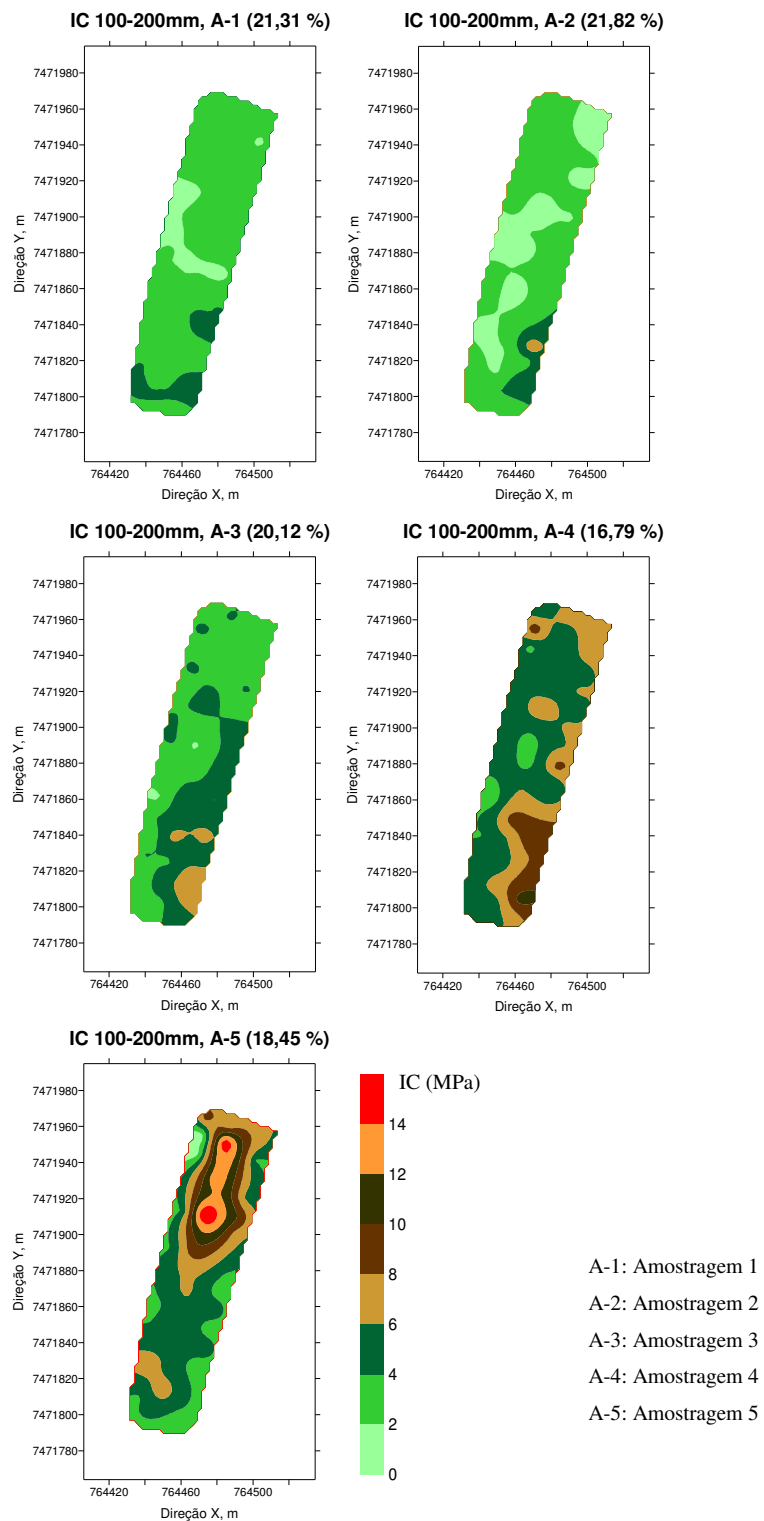 IC 100-200mm, A-1 (21,31 %)
7471980
7471960
7471940
7471920
7471900
7471880
7471860
7471840
7471820
7471800
7471780
Direção Y, m
764420 764460 764500
Direção X, m
IC 100-200mm, A-2 (21,82 %)
7471980
7471960
7471940
7471920
7471900
7471880
7471860
7471840
7471820
7471800
7471780
Direção Y, m
764420 764460 764500
Direção X, m
IC 100-200mm, A-3 (20,12 %)
7471980
7471960
7471940
7471920
7471900
7471880
7471860
7471840
7471820
7471800
7471780
Direção Y, m
764420 764460 764500
Direção X, m
IC 100-200mm, A-4 (16,79 %)
7471980
7471960
7471940
7471920
7471900
7471880
7471860
7471840
7471820
7471800
7471780
Direção Y, m
764420 764460 764500
Direção X, m
IC 100-200mm, A-5 (18,45 %)
7471980
7471960
7471940
7471920
7471900
7471880
7471860
7471840
7471820
7471800
7471780
Direção Y, m
764420 764460 764500
Direção X, m
IC (MPa)
14
12
10
8
6
4
2
0
A-1: Amostragem 1
A-2: Amostragem 2
A-3: Amostragem 3
A-4: Amostragem 4
A-5: Amostragem 5